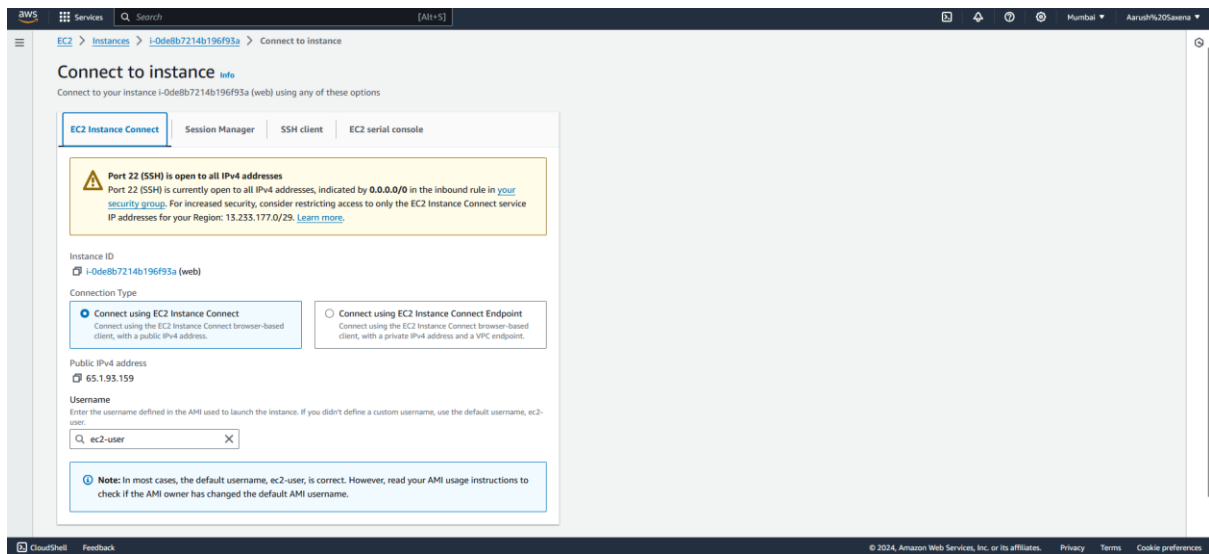 aws Services Search [Alt+S] Mumbai ▼ Aarush%20Saxena ▼
EC2 > Instances > i-0de8b7214b196f93a > Connect to instance
Connect to instance Info
Connect to your instance i-0de8b7214b196f93a (web) using any of these options
EC2 Instance Connect Session Manager SSH client EC2 serial console
Port 22 (SSH) is open to all IPv4 addresses
Port 22 (SSH) is currently open to all IPv4 addresses, indicated by 0.0.0.0/0 in the inbound rule in your
security group. For increased security, consider restricting access to only the EC2 Instance Connect service
IP addresses for your Region: 13.233.177.0/29. Learn more.
Instance ID
i-0de8b7214b196f93a (web)
Connection Type
Connect using EC2 Instance Connect
Connect using the EC2 Instance Connect browser-based
client, with a public IPv4 address.
Connect using EC2 Instance Connect Endpoint
Connect using the EC2 Instance Connect browser-based
client, with a private IPv4 address and a VPC endpoint.
Public IPv4 address
65.1.93.159
Username
Enter the username defined in the AMI used to launch the instance. If you didn't define a custom username, use the default username, ec2-
user.
ec2-user
Note: In most cases, the default username, ec2-user, is correct. However, read your AMI usage instructions to
check if the AMI owner has changed the default AMI username.
CloudShell Feedback © 2024, Amazon Web Services, Inc. or its affiliates. Privacy Terms Cookie preferences